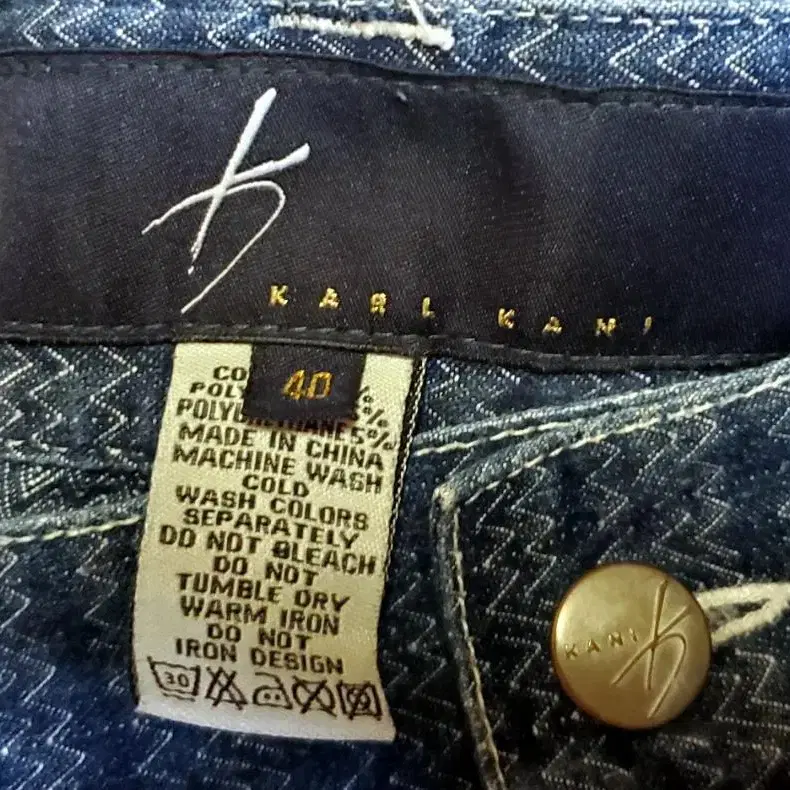 KARL KANI
40
MADE IN CHINA
MACHINE WASH
COLD
WASH COLORS
SEPARATELY
DO NOT BLEACH
DO NOT
TUMBLE DRY
WARM IRON
DO NOT
IRON DESIGN
30
KANI